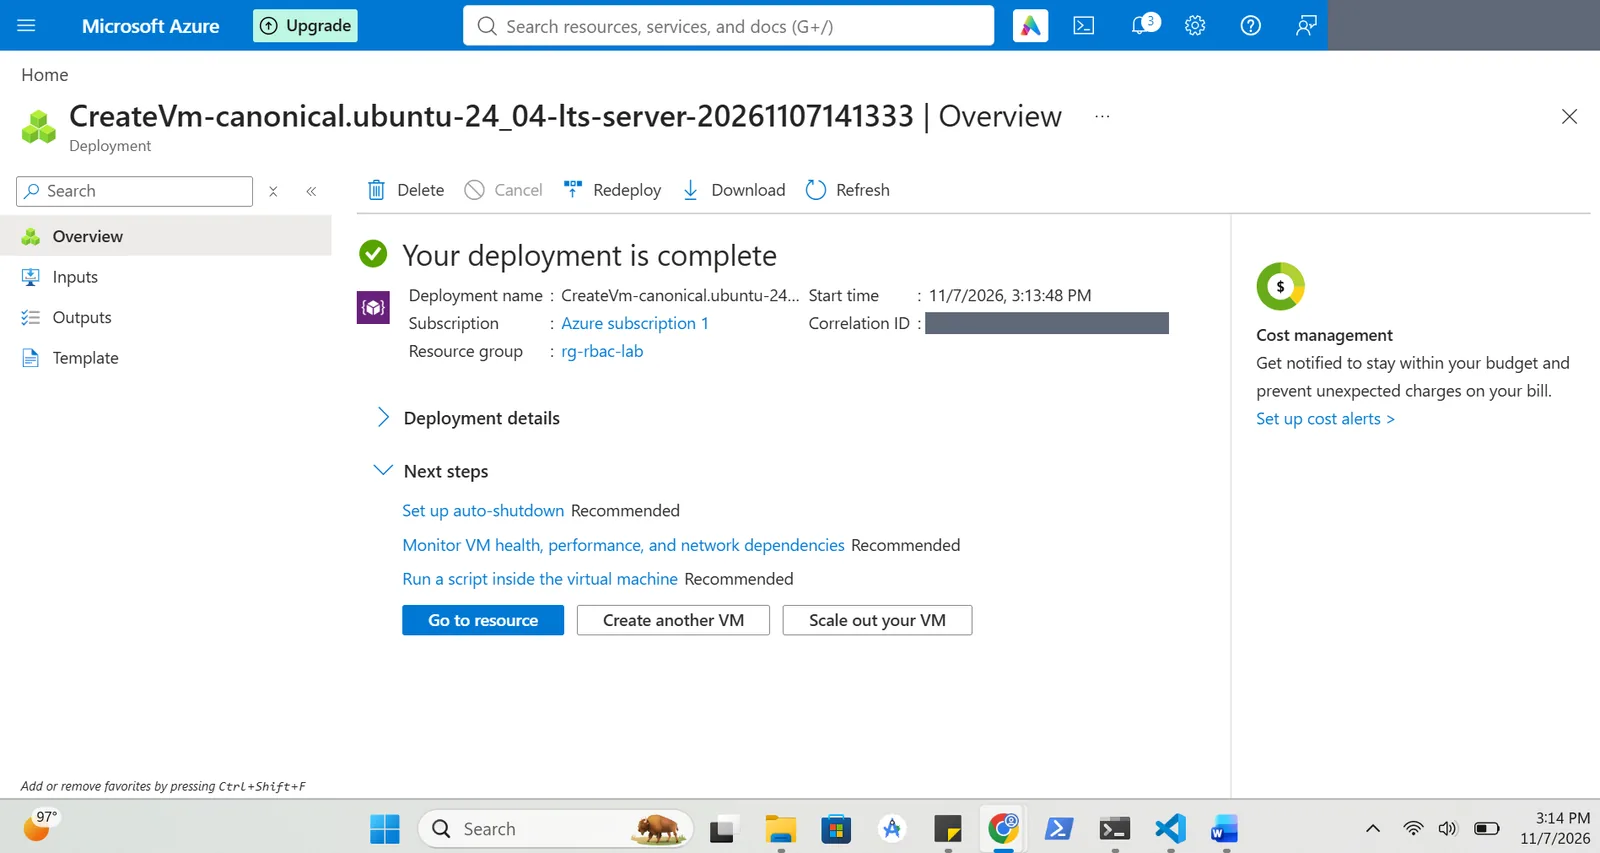 Microsoft Azure
Upgrade
Search resources, services, and docs (G+/)
3
Home
CreateVm-canonical.ubuntu-24_04-lts-server-20261107141333 | Overview ...
Deployment
Search
Delete
Cancel
Redeploy
Download
Refresh
Overview
Inputs
Outputs
Template
Your deployment is complete
Deployment name : CreateVm-canonical.ubuntu-24... Start time : 11/7/2026, 3:13:48 PM
Subscription : Azure subscription 1 Correlation ID :
Resource group : rg-rbac-lab
Deployment details
Next steps
Set up auto-shutdown Recommended
Monitor VM health, performance, and network dependencies Recommended
Run a script inside the virtual machine Recommended
Go to resource
Create another VM
Scale out your VM
$
Cost management
Get notified to stay within your budget and
prevent unexpected charges on your bill.
Set up cost alerts >
Add or remove favorites by pressing Ctrl+Shift+F
97°
Search
W
3:14 PM
11/7/2026